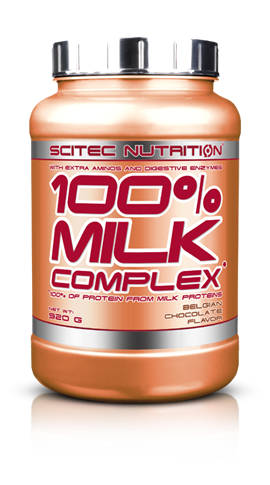 SCITEC NUTRITION
WITH EXTRA AMINOS AND DIGESTIVE ENZYMES
100%
MILK
COMPLEX*
100% OF PROTEIN FROM MILK PROTEINS
NET WT.:
920 G
BELGIAN
CHOCOLATE
FLAVOR!